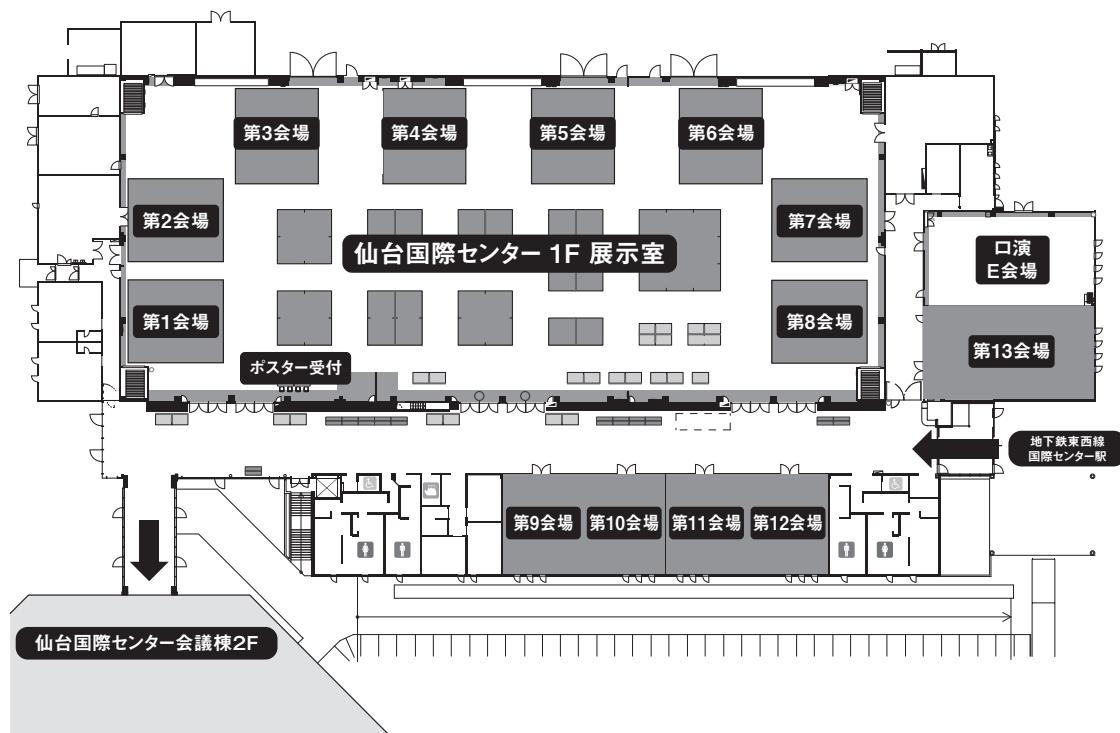 第3会場
第4会場
第5会場
第6会場
第2会場
第7会場
仙台国際センター 1F 展示室
口演
E会場
第1会場
第8会場
第13会場
ポスター受付
地下鉄東西線
国際センター駅
第9会場
第10会場
第11会場
第12会場
仙台国際センター会議棟2F